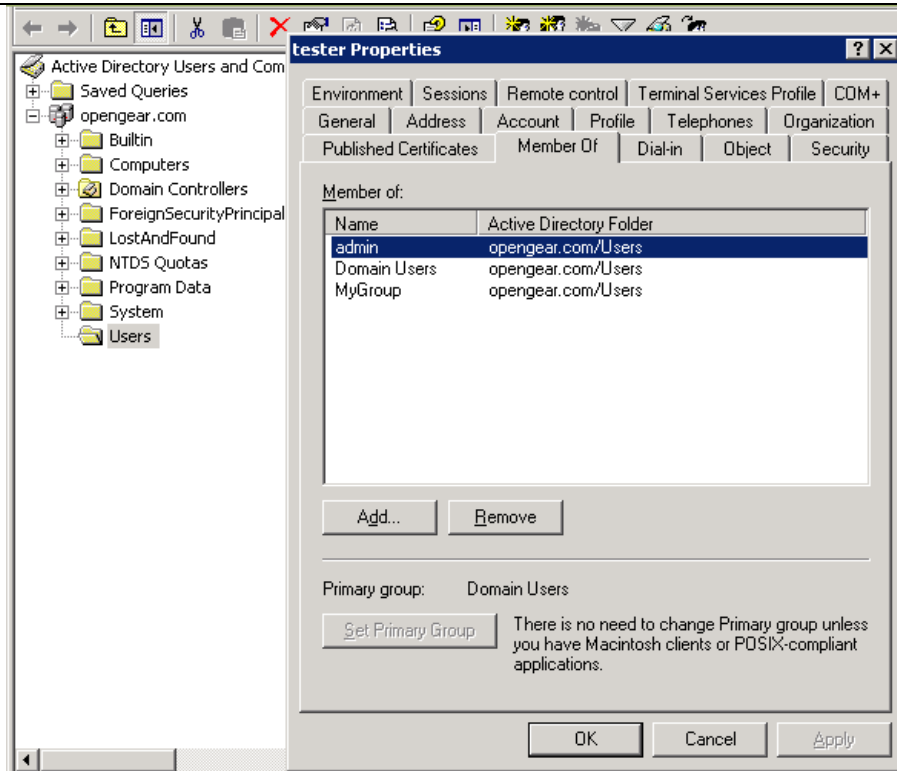 tester Properties
Active Directory Users and Com
Saved Queries
opengear.com
Builtin
Computers
Domain Controllers
ForeignSecurityPrincipal
LostAndFound
NTDS Quotas
Program Data
System
Users
Environment Sessions Remote control Terminal Services Profile COM+
General Address Account Profile Telephones Organization
Published Certificates Member Of Dial-in Object Security
Member of:
Name Active Directory Folder
admin opengear.com/Users
Domain Users opengear.com/Users
MyGroup opengear.com/Users
Add... Remove
Primary group: Domain Users
Set Primary Group
There is no need to change Primary group unless
you have Macintosh clients or POSIX-compliant
applications.
OK Cancel Apply